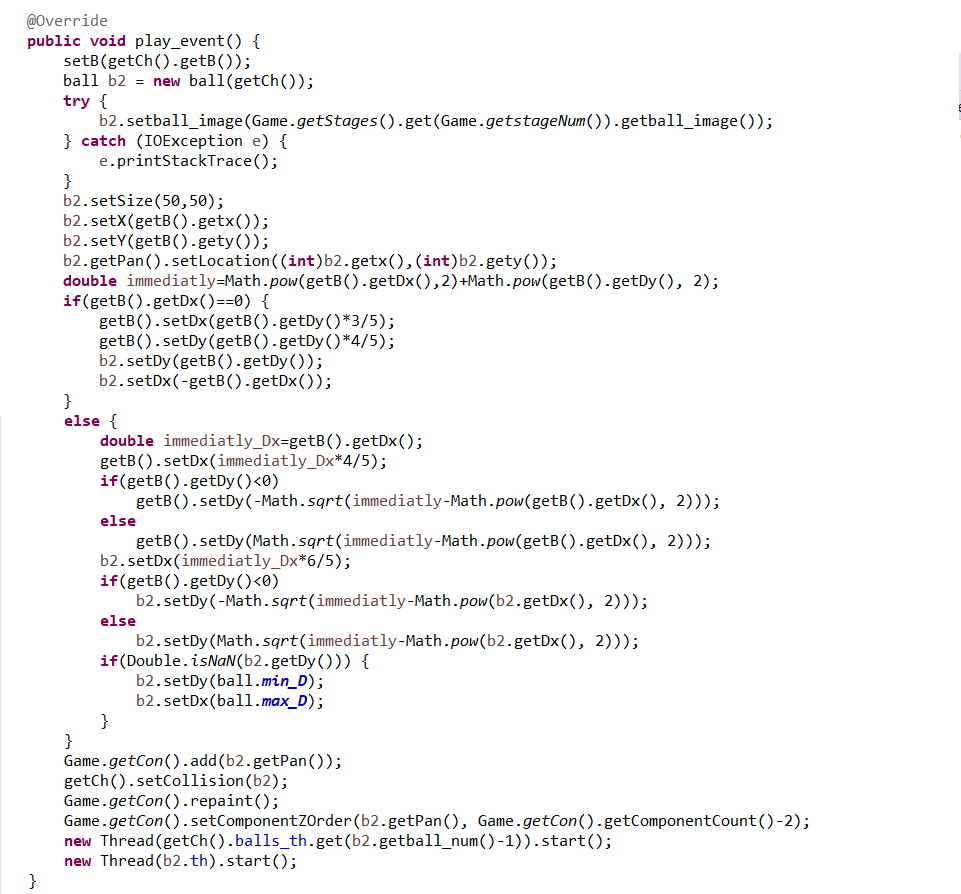 @Override
public void play_event() {
    setB(getCh().getB());
    ball b2 = new ball(getCh());
    try {
        b2.setball_image(Game.getStages().get(Game.getstageNum()).getball_image());
    } catch (IOException e) {
        e.printStackTrace();
    }
    b2.setSize(50,50);
    b2.setX(getB().getx());
    b2.setY(getB().gety());
    b2.getPan().setLocation((int)b2.getx(),(int)b2.gety());
    double immediatly=Math.pow(getB().getDx(),2)+Math.pow(getB().getDy(), 2);
    if(getB().getDx()==0) {
        getB().setDx(getB().getDy()*3/5);
        getB().setDy(getB().getDy()*4/5);
        b2.setDy(getB().getDy());
        b2.setDx(-getB().getDx());
    }
    else {
        double immediatly_Dx=getB().getDx();
        getB().setDx(immediatly_Dx*4/5);
        if(getB().getDy()<0)
            getB().setDy(-Math.sqrt(immediatly-Math.pow(getB().getDx(), 2)));
        else
            getB().setDy(Math.sqrt(immediatly-Math.pow(getB().getDx(), 2)));
        b2.setDx(immediatly_Dx*6/5);
        if(getB().getDy()<0)
            b2.setDy(-Math.sqrt(immediatly-Math.pow(b2.getDx(), 2)));
        else
            b2.setDy(Math.sqrt(immediatly-Math.pow(b2.getDx(), 2)));
        if(Double.isNaN(b2.getDy())) {
            b2.setDy(ball.min_D);
            b2.setDx(ball.max_D);
        }
    }
    Game.getCon().add(b2.getPan());
    getCh().setCollision(b2);
    Game.getCon().repaint();
    Game.getCon().setComponentZOrder(b2.getPan(), Game.getCon().getComponentCount()-2);
    new Thread(getCh().balls_th.get(b2.getball_num()-1)).start();
    new Thread(b2.th).start();
}